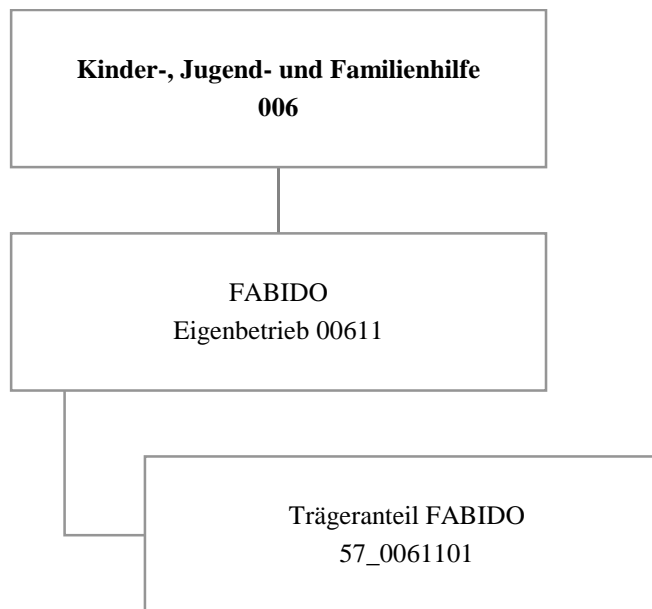 Kinder-, Jugend- und Familienhilfe
006
FABIDO
Eigenbetrieb 00611
Trägeranteil FABIDO
57_0061101